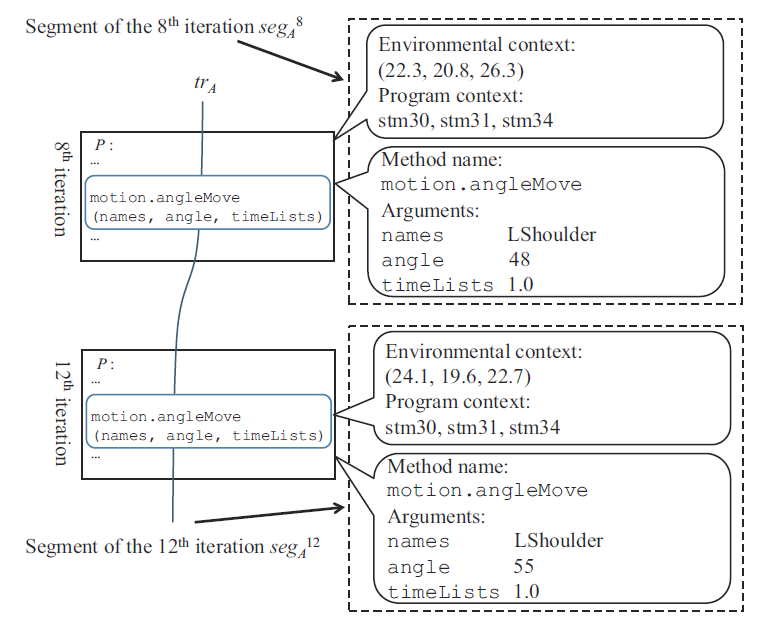 Segment of the 8th iteration segA8
Environmental context:
(22.3, 20.8, 26.3)
Program context:
stm30, stm31, stm34
trA
8th iteration
P :
...
motion.angleMove
(names, angle, timeLists)
...
Method name:
motion.angleMove
Arguments:
names LShoulder
angle 48
timeLists 1.0
12th iteration
P :
...
motion.angleMove
(names, angle, timeLists)
...
Environmental context:
(24.1, 19.6, 22.7)
Program context:
stm30, stm31, stm34
Method name:
motion.angleMove
Arguments:
names LShoulder
angle 55
timeLists 1.0
Segment of the 12th iteration segA12